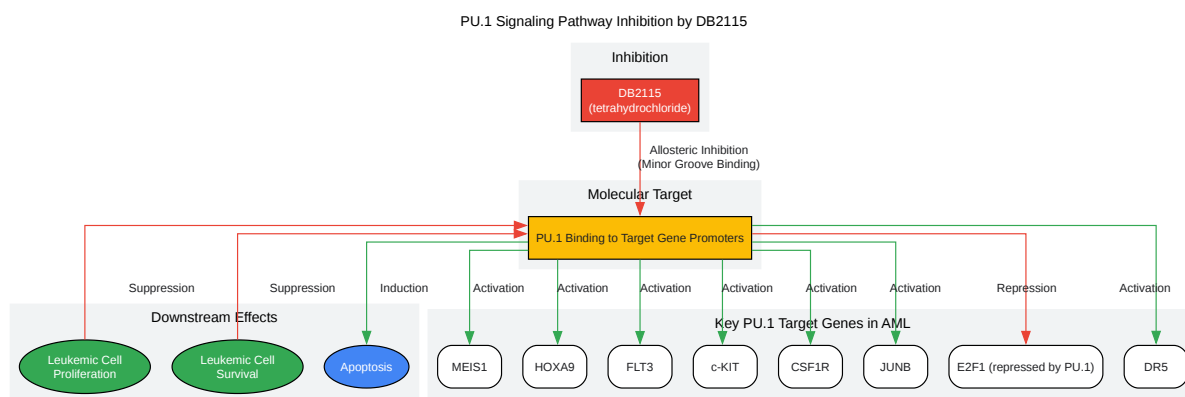 PU.1 Signaling Pathway Inhibition by DB2115
Inhibition
DB2115
(tetrahydrochloride)
Allosteric Inhibition
(Minor Groove Binding)
Molecular Target
PU.1 Binding to Target Gene Promoters
Suppression
Suppression
Induction
Activation
Activation
Activation
Activation
Activation
Activation
Repression
Activation
Downstream Effects
Key PU.1 Target Genes in AML
Leukemic Cell
Proliferation
Leukemic Cell
Survival
Apoptosis
MEIS1
HOXA9
FLT3
c-KIT
CSF1R
JUNB
E2F1 (repressed by PU.1)
DR5